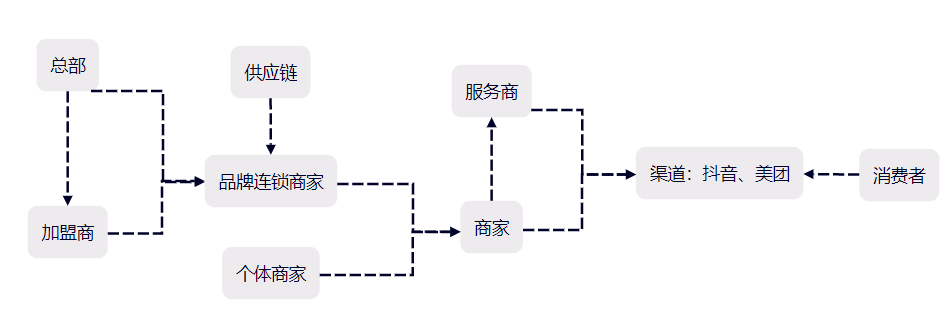 总部
供应链
服务商
品牌连锁商家
渠道：抖音、美团
消费者
加盟商
商家
个体商家